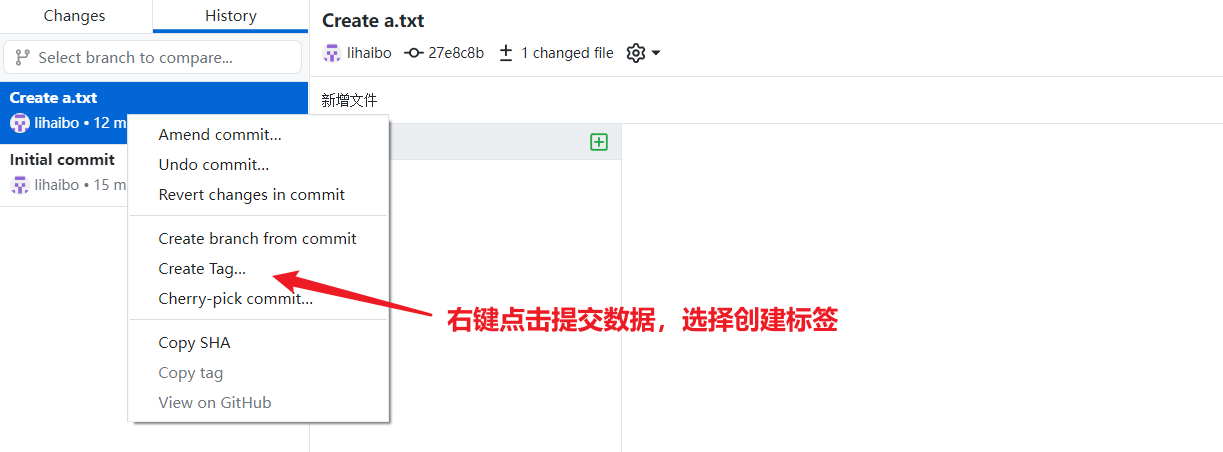 Changes
History
Select branch to compare...
Create a.txt
lihaibo • 12 m
Initial commit
lihaibo • 15 m
Create a.txt
lihaibo
27e8c8b
1 changed file
新增文件
Amend commit...
Undo commit...
Revert changes in commit
Create branch from commit
Create Tag...
Cherry-pick commit...
Copy SHA
Copy tag
View on GitHub
右键点击提交数据，选择创建标签